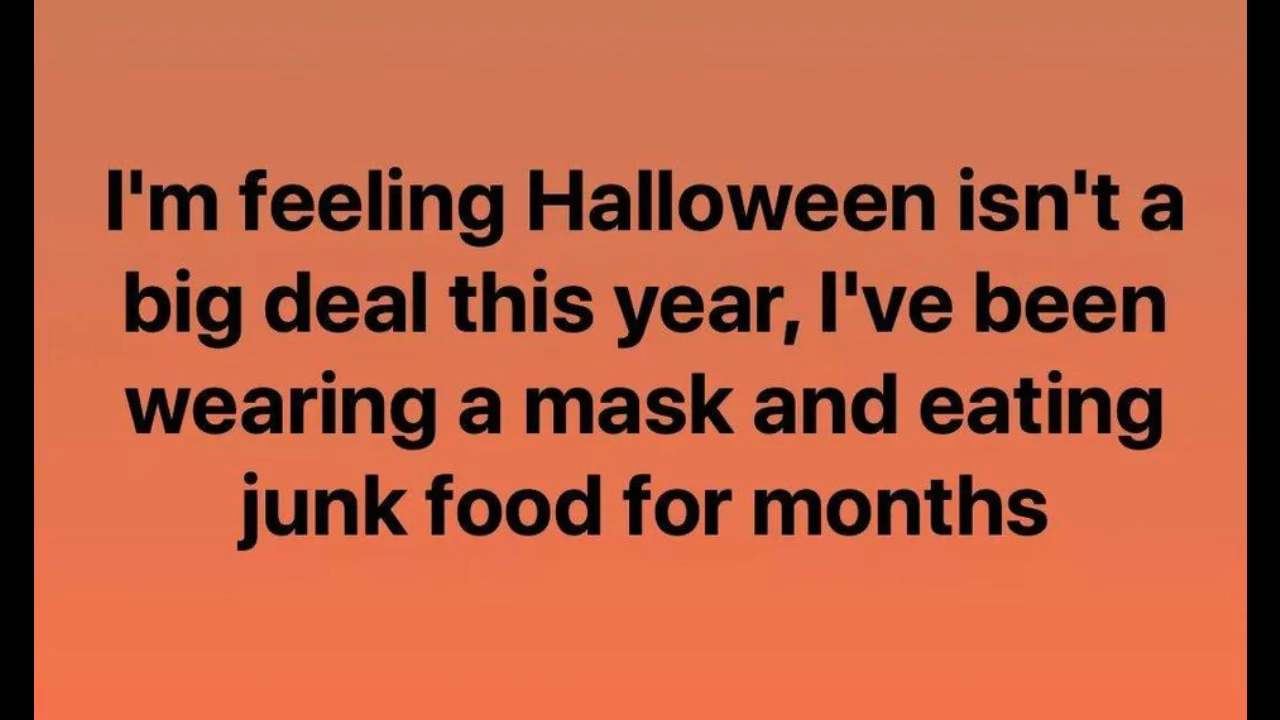 I'm feeling Halloween isn't a
big deal this year, I've been
wearing a mask and eating
junk food for months